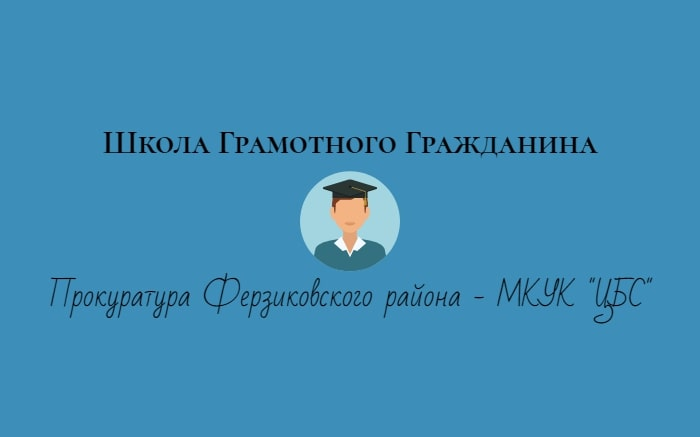 Школа Грамотного Гражданина
Прокуратура Ферзиковского района - МКУК "ЦБС"